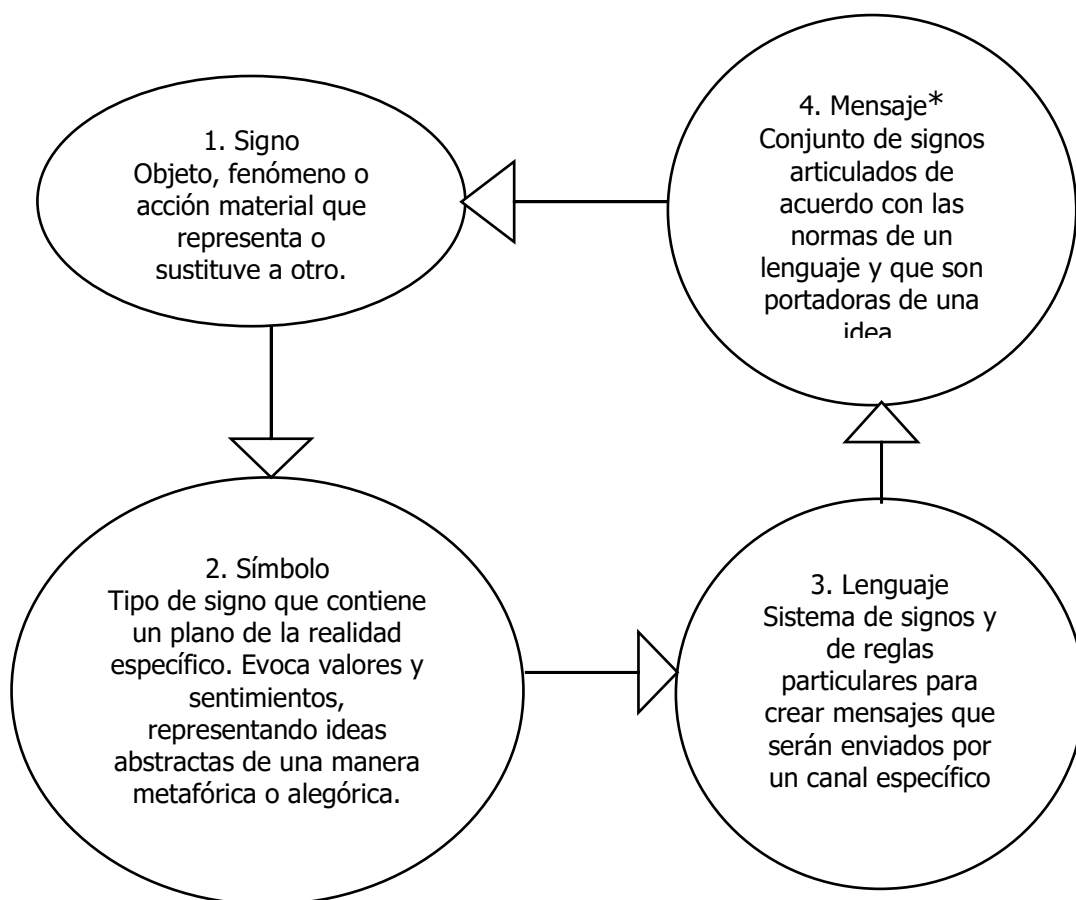 1. Signo
Objeto, fenómeno o
acción material que
representa o
sustituve a otro.
2. Símbolo
Tipo de signo que contiene
un plano de la realidad
específico. Evoca valores y
sentimientos,
representando ideas
abstractas de una manera
metafórica o alegórica.
3. Lenguaje
Sistema de signos y
de reglas
particulares para
crear mensajes que
serán enviados por
un canal específico
4. Mensaje*
Conjunto de signos
articulados de
acuerdo con las
normas de un
lenguaje y que son
portadoras de una
idea